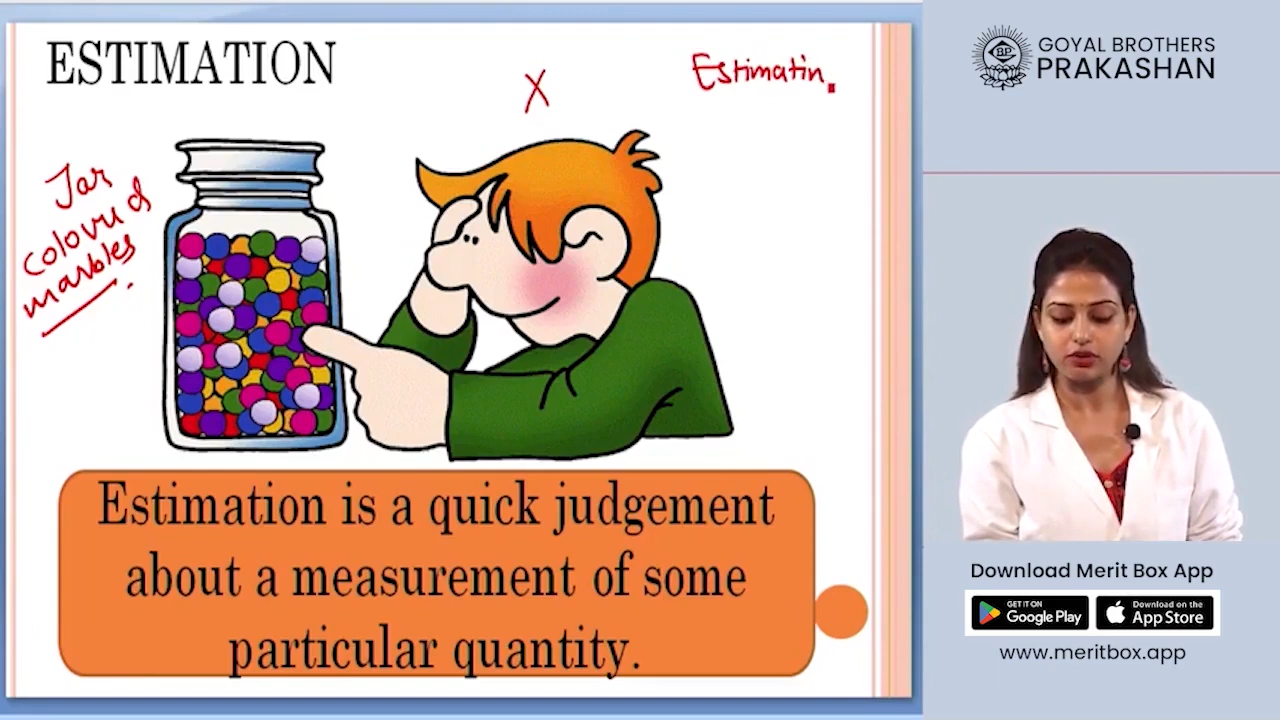 ESTIMATION
X
Estimatin.
Jar
colovud
marbles
Estimation is a quick judgement
about a measurement of some
particular quantity.
GOYAL BROTHERS
PRAKASHAN
Download Merit Box App
GET IT ON
Google Play
Download on the
App Store
www.meritbox.app